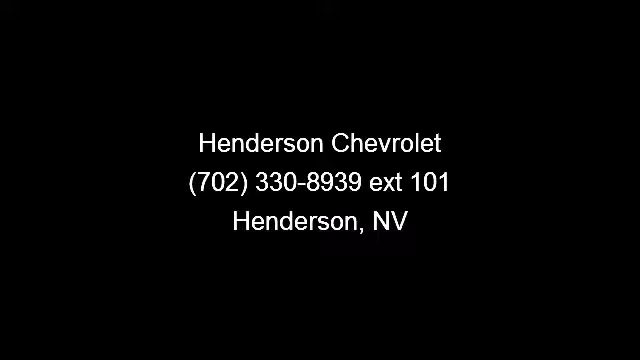 Henderson Chevrolet
(702) 330-8939 ext 101
Henderson, NV